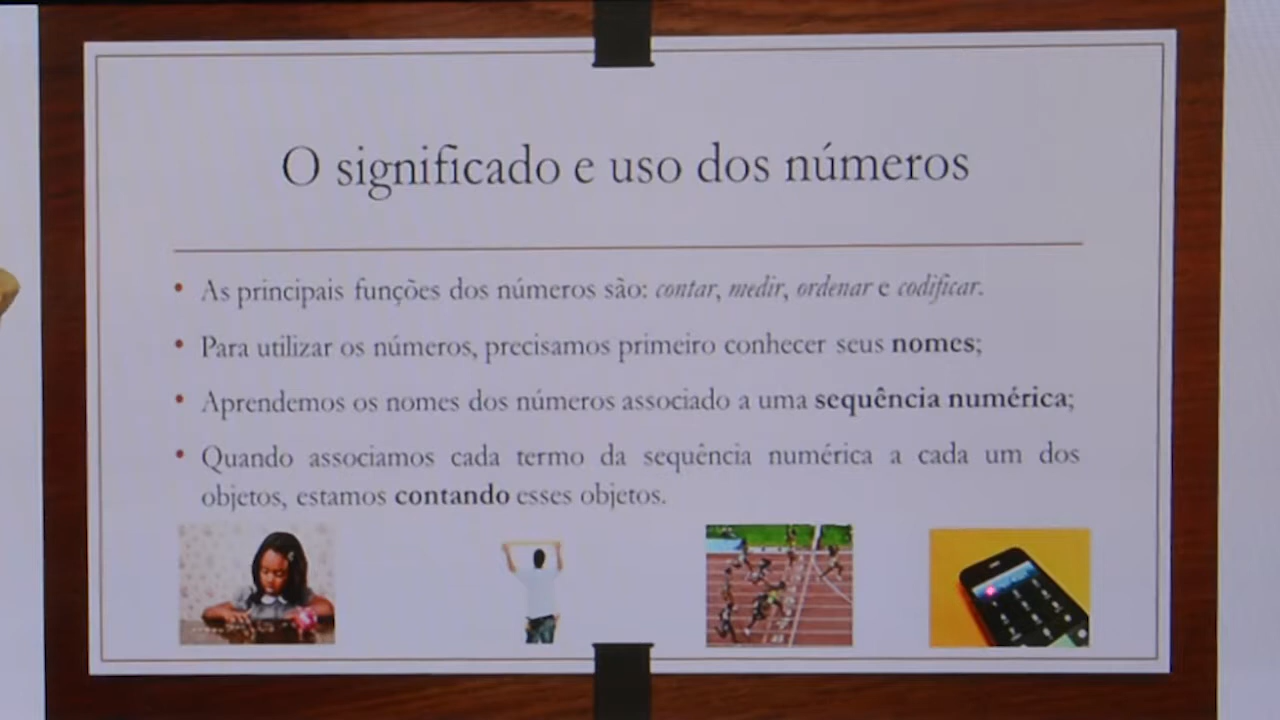 O significado e uso dos números
• As principais funções dos números são: contar, medir, ordenar e codificar.
• Para utilizar os números, precisamos primeiro conhecer seus nomes;
• Aprendemos os nomes dos números associado a uma sequência numérica;
• Quando associamos cada termo da sequência numérica a cada um dos
objetos, estamos contando esses objetos.